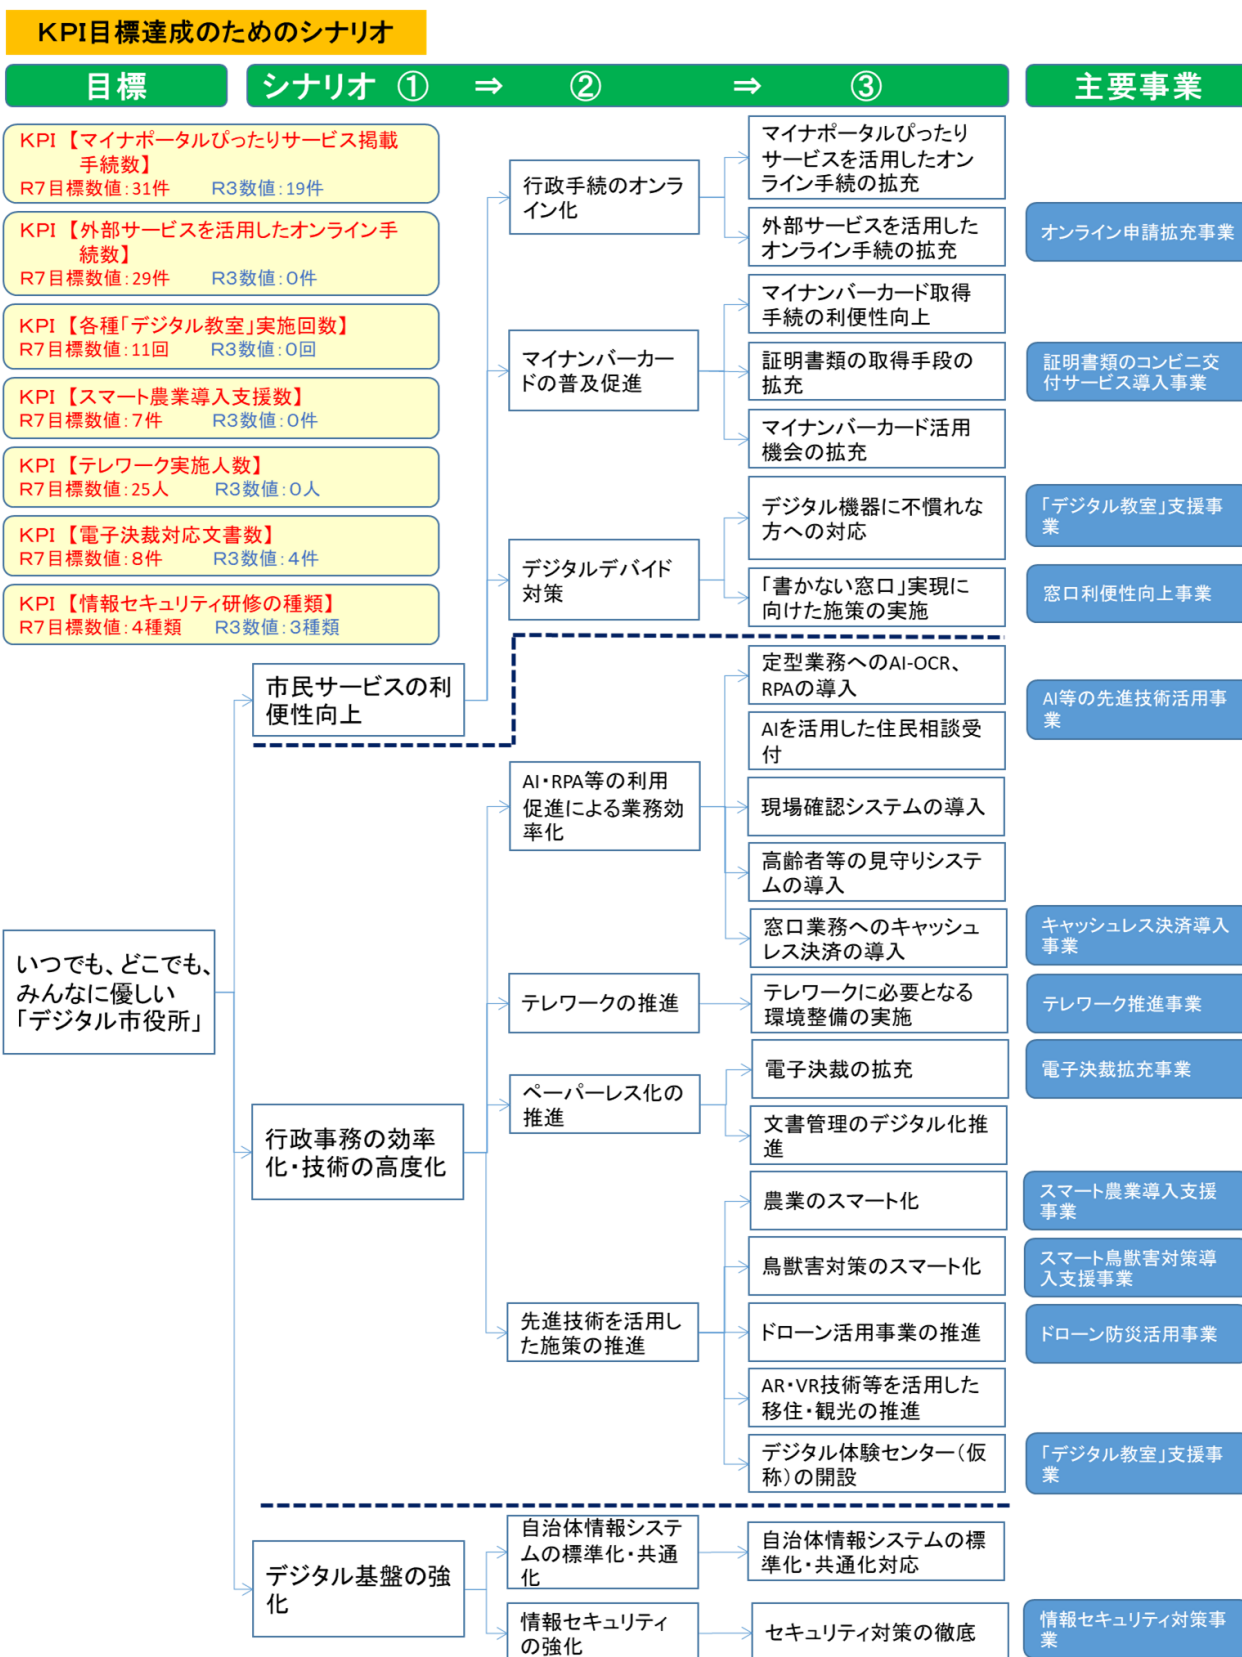 KPI目標達成のためのシナリオ
目標
シナリオ ① ⇒ ② ⇒ ③
主要事業
KPI【マイナポータルぴったりサービス掲載
手続数】
R7目標数値:31件 R3数値:19件
KPI【外部サービスを活用したオンライン手
続数】
R7目標数値:29件 R3数値:0件
KPI【各種「デジタル教室」実施回数】
R7目標数値:11回 R3数値:0回
KPI【スマート農業導入支援数】
R7目標数値:7件 R3数値:0件
KPI【テレワーク実施人数】
R7目標数値:25人 R3数値:0人
KPI【電子決裁対応文書数】
R7目標数値:8件 R3数値:4件
KPI【情報セキュリティ研修の種類】
R7目標数値:4種類 R3数値:3種類
いつでも、どこでも、
みんなに優しい
「デジタル市役所」
市民サービスの利
便性向上
行政手続のオンラ
イン化
マイナポータルぴったり
サービスを活用したオン
ライン手続の拡充
外部サービスを活用した
オンライン手続の拡充
オンライン申請拡充事業
マイナンバーカー
ドの普及促進
マイナンバーカード取得
手続の利便性向上
証明書類の取得手段の
拡充
証明書類のコンビニ交
付サービス導入事業
マイナンバーカード活用
機会の拡充
デジタルデバイド
対策
デジタル機器に不慣れな
方への対応
「デジタル教室」支援事
業
「書かない窓口」実現に
向けた施策の実施
窓口利便性向上事業
行政事務の効率
化・技術の高度化
AI・RPA等の利用
促進による業務効
率化
定型業務へのAI-OCR、
RPAの導入
AI等の先進技術活用事
業
AIを活用した住民相談受
付
現場確認システムの導入
高齢者等の見守りシステ
ムの導入
窓口業務へのキャッシュ
レス決済の導入
キャッシュレス決済導入
事業
テレワークの推進
テレワークに必要となる
環境整備の実施
テレワーク推進事業
ペーパーレス化の
推進
電子決裁の拡充
電子決裁拡充事業
文書管理のデジタル化推
進
先進技術を活用し
た施策の推進
農業のスマート化
スマート農業導入支援
事業
鳥獣害対策のスマート化
スマート鳥獣害対策導
入支援事業
ドローン活用事業の推進
ドローン防災活用事業
AR・VR技術等を活用した
移住・観光の推進
デジタル体験センター(仮
称)の開設
「デジタル教室」支援事
業
デジタル基盤の強
化
自治体情報システ
ムの標準化・共通
化
自治体情報システムの標
準化・共通化対応
情報セキュリティ
の強化
セキュリティ対策の徹底
情報セキュリティ対策事
業